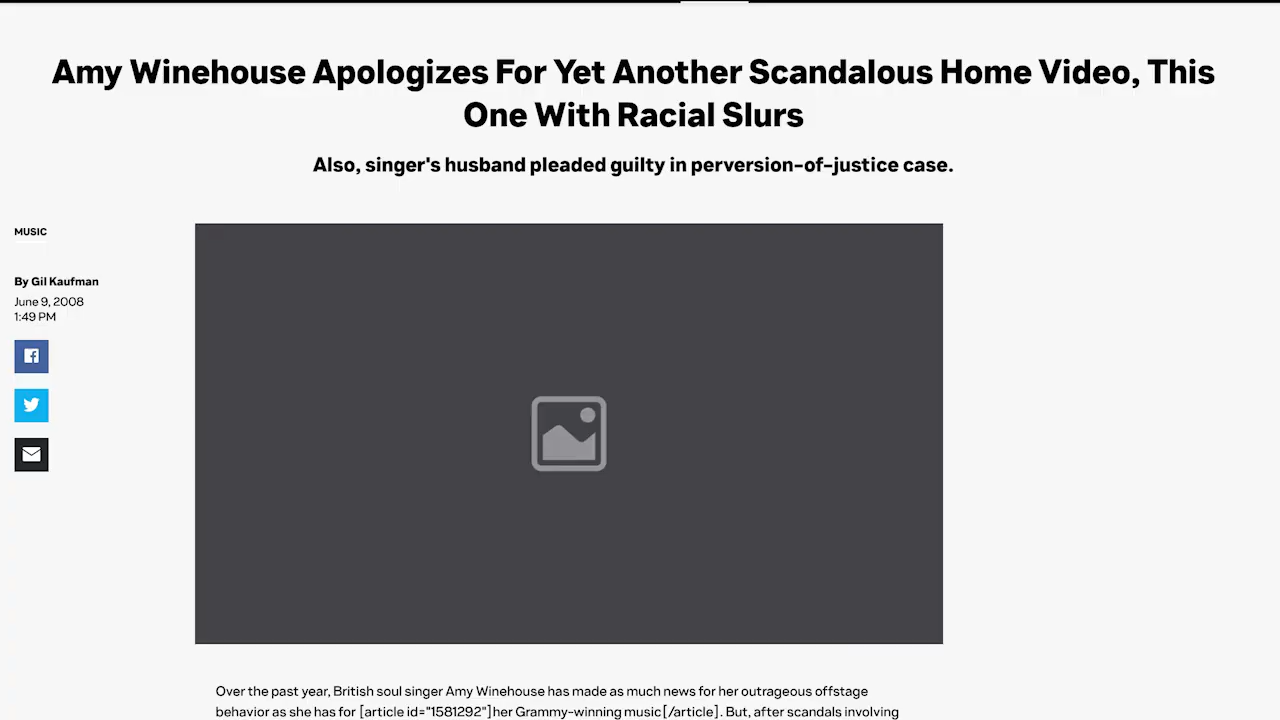 Amy Winehouse Apologizes For Yet Another Scandalous Home Video, This
One With Racial Slurs
Also, singer's husband pleaded guilty in perversion-of-justice case.
MUSIC
By Gil Kaufman
June 9, 2008
1:49 PM
Over the past year, British soul singer Amy Winehouse has made as much news for her outrageous offstage
behavior as she has for [article id="1581292"]her Grammy-winning music[/article]. But, after scandals involving